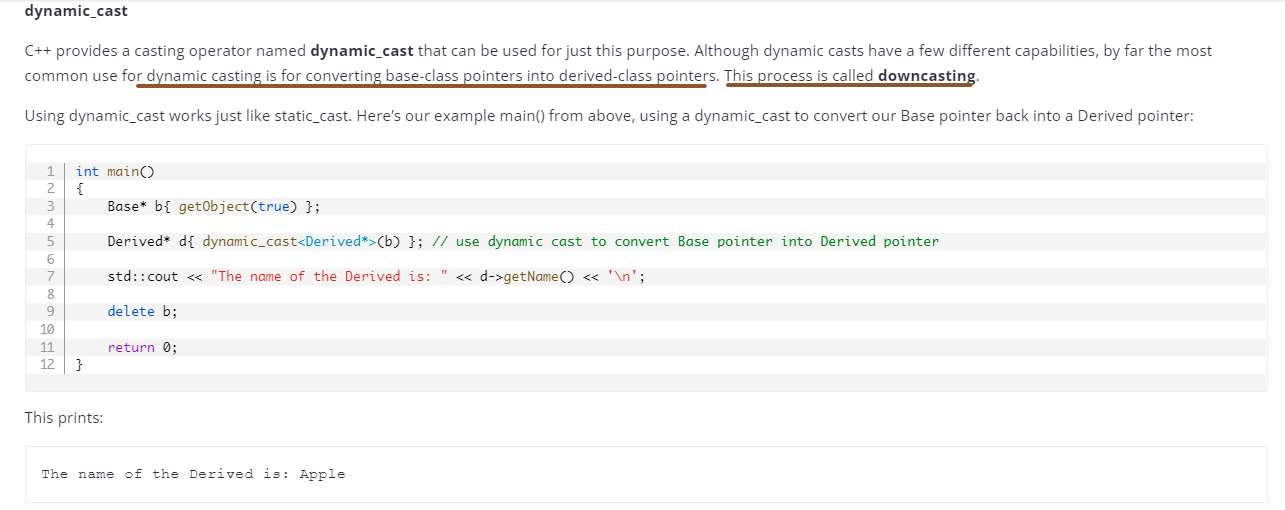 dynamic_cast
C++ provides a casting operator named dynamic_cast that can be used for just this purpose. Although dynamic casts have a few different capabilities, by far the most
common use for dynamic casting is for converting base-class pointers into derived-class pointers. This process is called downcasting.
Using dynamic_cast works just like static_cast. Here’s our example main() from above, using a dynamic_cast to convert our Base pointer back into a Derived pointer:
1 int main()
2 {
3     Base* b{ getObject(true) };
4
5     Derived* d{ dynamic_cast<Derived*>(b) }; // use dynamic cast to convert Base pointer into Derived pointer
6
7     std::cout << "The name of the Derived is: " << d->getName() << '\n';
8
9     delete b;
10
11     return 0;
12 }
This prints:
The name of the Derived is: Apple